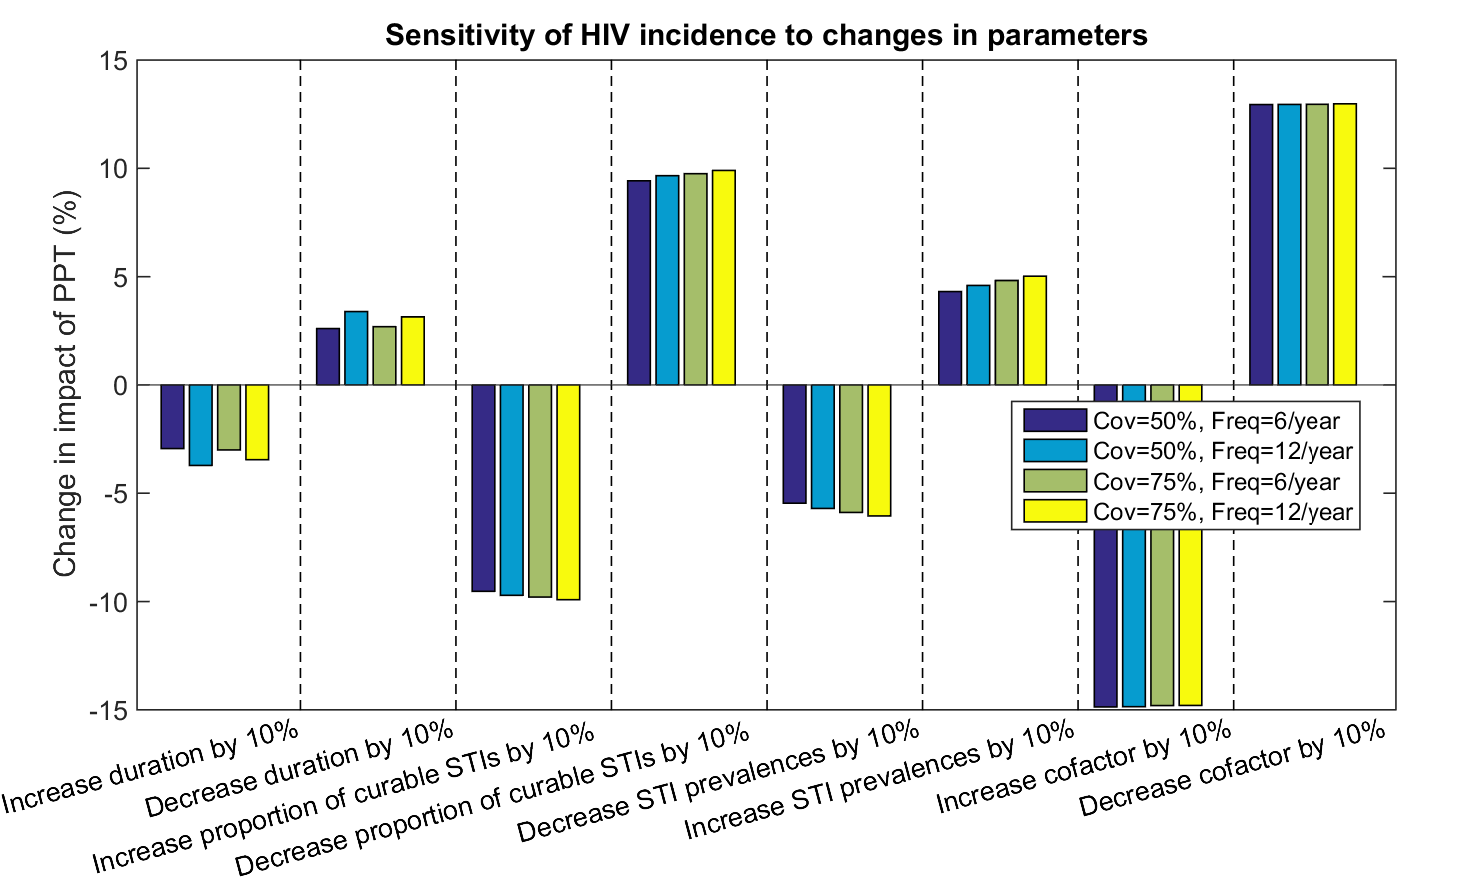 Sensitivity of HIV incidence to changes in parameters
Change in impact of PPT (%)
15
10
5
0
-5
-10
-15
Cov=50%, Freq=6/year
Cov=50%, Freq=12/year
Cov=75%, Freq=6/year
Cov=75%, Freq=12/year
Increase duration by 10%
Decrease duration by 10%
Increase proportion of curable STIs by 10%
Decrease proportion of curable STIs by 10%
Decrease STI prevalences by 10%
Increase STI prevalences by 10%
Increase cofactor by 10%
Decrease cofactor by 10%